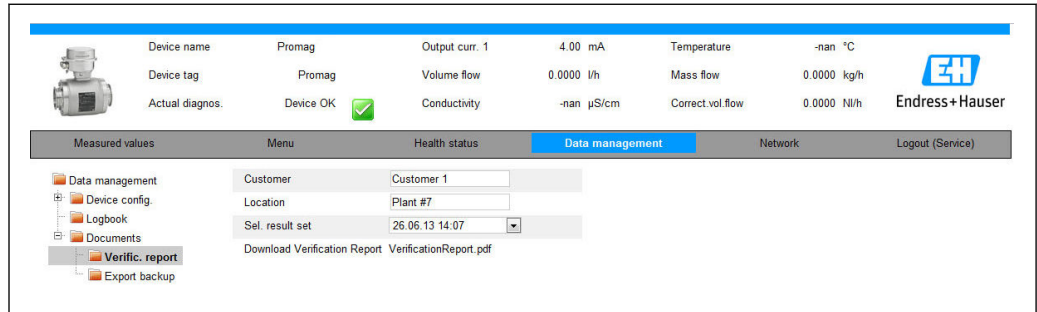 Device name Promag Output curr. 1 4.00 mA Temperature -nan °C
Device tag Promag Volume flow 0.0000 l/h Mass flow 0.0000 kg/h
Actual diagnos. Device OK Conductivity -nan µS/cm Correct.vol.flow 0.0000 Nl/h
EH
Endress+Hauser
Measured values Menu Health status Data management Network Logout (Service)
Data management Customer Customer 1
Device config. Location Plant #7
Logbook Sel. result set 26.06.13 14:07
Documents Download Verification Report VerificationReport.pdf
Verific. report
Export backup